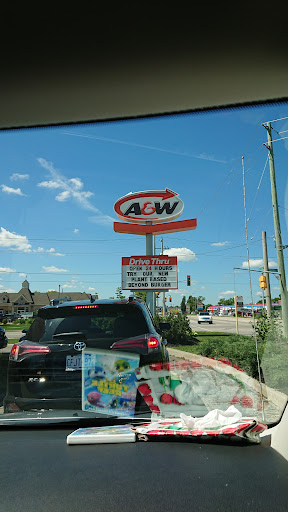 A&W
Drive Thru
OPEN 24 HOURS
TRY OUR NEW
PLANT BASED
BEYOND BURGER